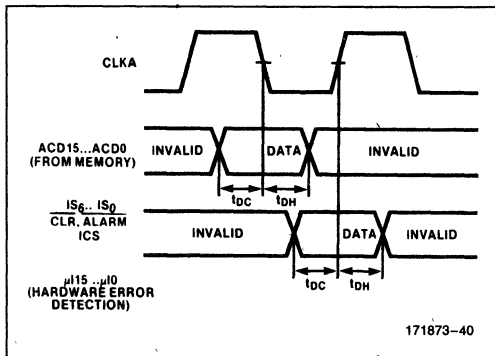 CLKA
ACD15...ACD0
(FROM MEMORY)
INVALID DATA INVALID
tDC tDH
IS6.. IS0
CLR, ALARM
ICS
INVALID DATA INVALID
tDC tDH
μI15 ..μI0
(HARDWARE ERROR
DETECTION)
171873–40